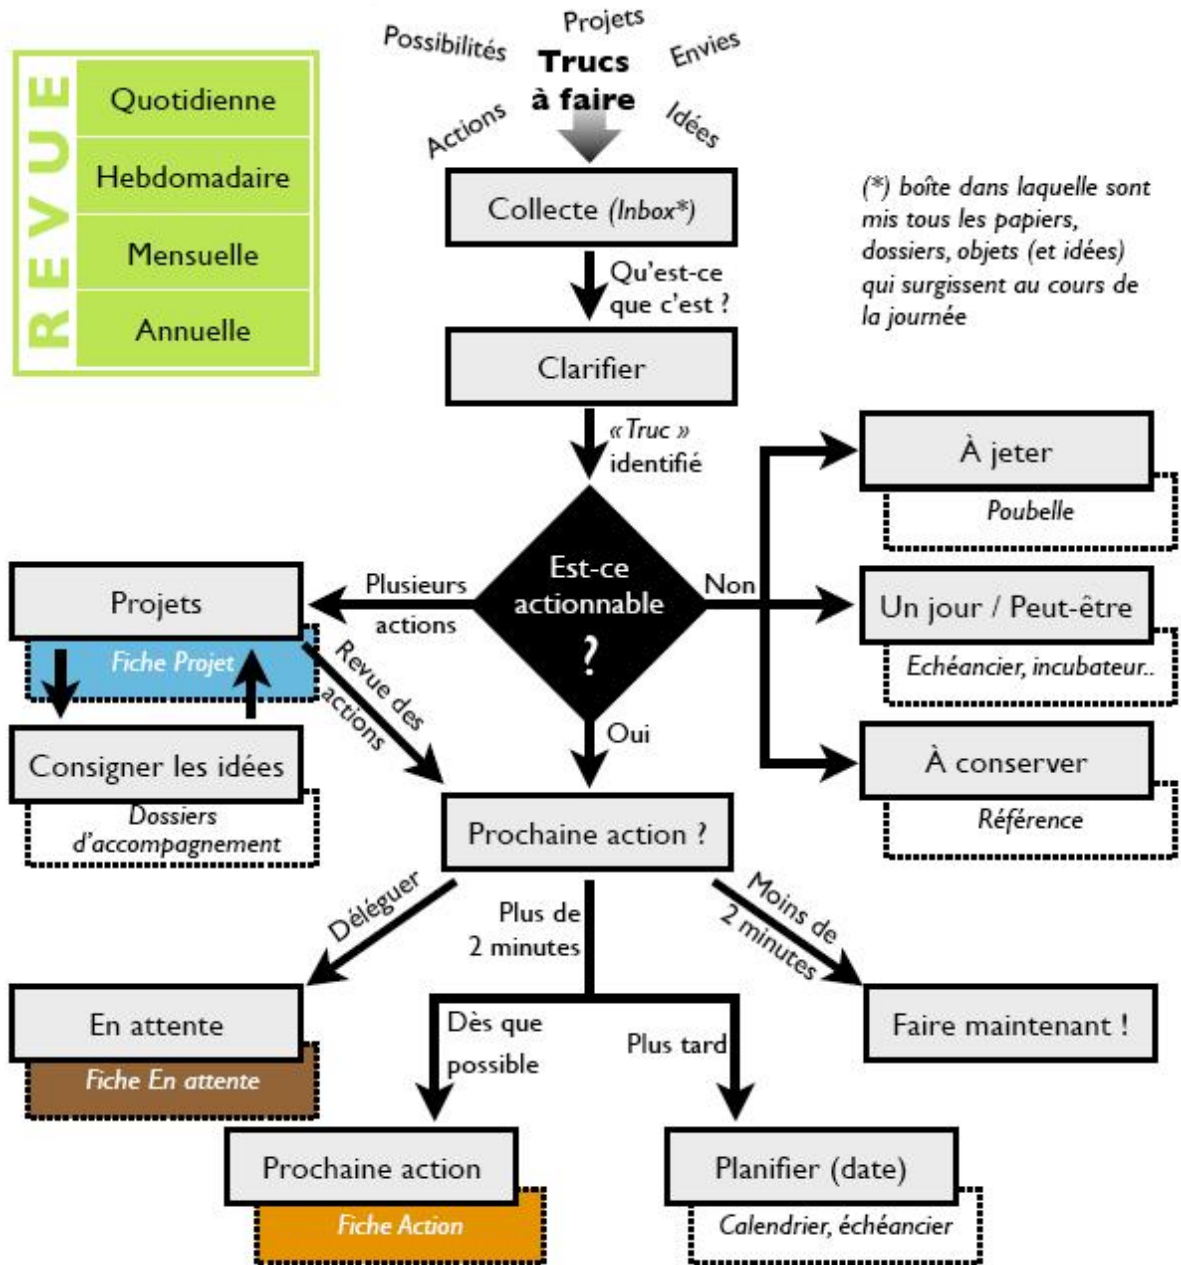 REVUE
Quotidienne
Hebdomadaire
Mensuelle
Annuelle
Possibilités
Projets
Envies
Trucs
à faire
Actions
Idées
Collecte (Inbox*)
(*) boîte dans laquelle sont
mis tous les papiers,
dossiers, objets (et idées)
qui surgissent au cours de
la journée
Qu'est-ce
que c'est ?
Clarifier
« Truc »
identifié
À jeter
Poubelle
Est-ce
actionnable
?
Non
Un jour / Peut-être
Echéancier, incubateur..
À conserver
Référence
Plusieurs
actions
Projets
Fiche Projet
Consigner les idées
Dossiers
d'accompagnement
Revue des
actions
Oui
Prochaine action ?
Déléguer
Plus de
2 minutes
Moins de
2 minutes
En attente
Fiche En attente
Dès que
possible
Plus tard
Faire maintenant !
Prochaine action
Fiche Action
Planifier (date)
Calendrier, échéancier